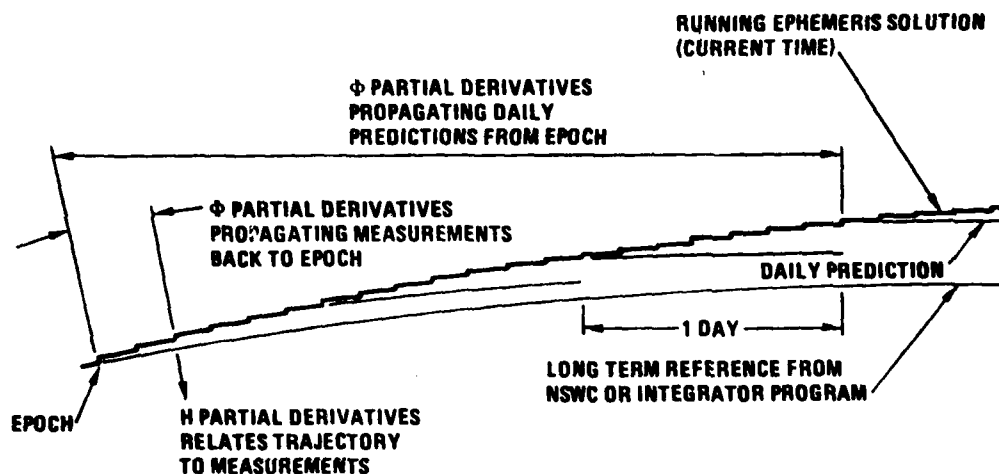 RUNNING EPHEMERIS SOLUTION
(CURRENT TIME)
Φ PARTIAL DERIVATIVES
PROPAGATING DAILY
PREDICTIONS FROM EPOCH
Φ PARTIAL DERIVATIVES
PROPAGATING MEASUREMENTS
BACK TO EPOCH
DAILY PREDICTION
1 DAY
LONG TERM REFERENCE FROM
NSWC OR INTEGRATOR PROGRAM
EPOCH
H PARTIAL DERIVATIVES
RELATES TRAJECTORY
TO MEASUREMENTS